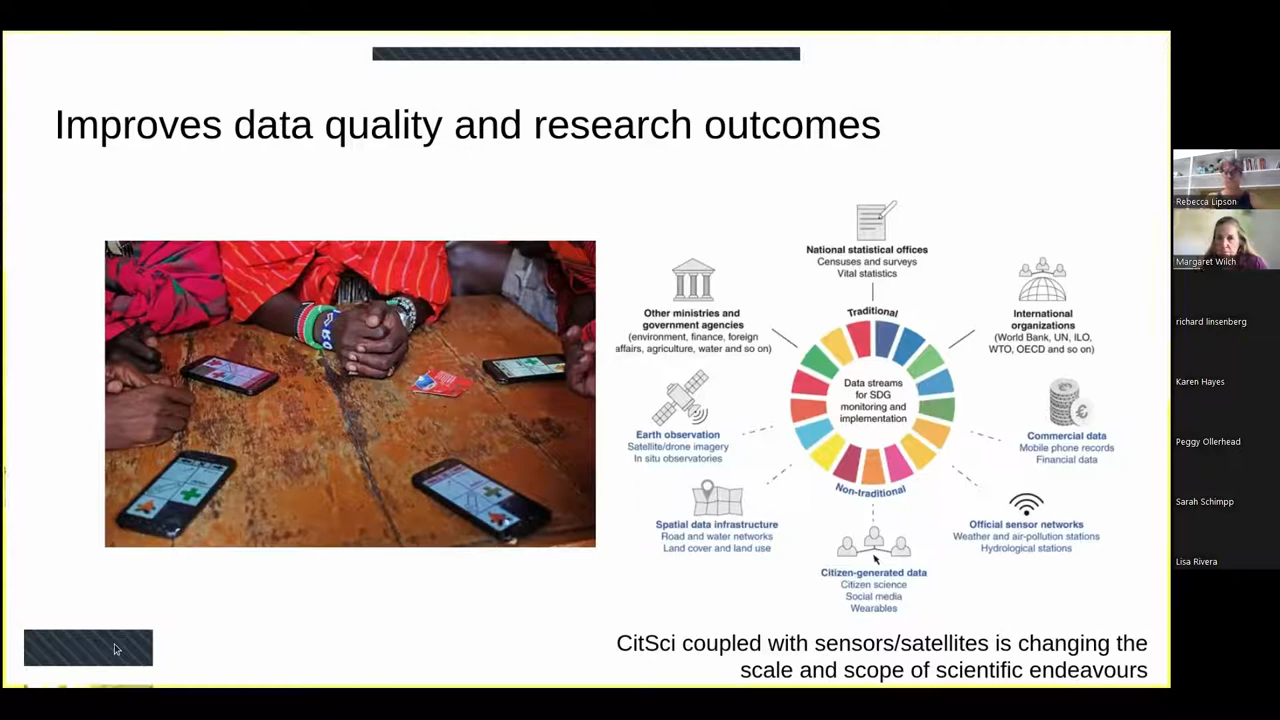 Improves data quality and research outcomes
National statistical offices
Censuses and surveys
Vital statistics
Other ministries and
government agencies
(environment, finance, foreign
affairs, agriculture, water and so on)
International
organizations
(World Bank, UN, ILO,
WTO, OECD and so on)
Traditional
Data streams
for SDG
monitoring and
implementation
Non-traditional
Earth observation
Satellite/drone imagery
In situ observatories
Commercial data
Mobile phone records
Financial data
Spatial data infrastructure
Road and water networks
Land cover and land use
Official sensor networks
Weather and air-pollution stations
Hydrological stations
Citizen-generated data
Citizen science
Social media
Wearables
CitSci coupled with sensors/satellites is changing the
scale and scope of scientific endeavours
Rebecca Lipson
Margaret Wilch
richard linsenberg
Karen Hayes
Peggy Ollerhead
Sarah Schimpp
Lisa Rivera